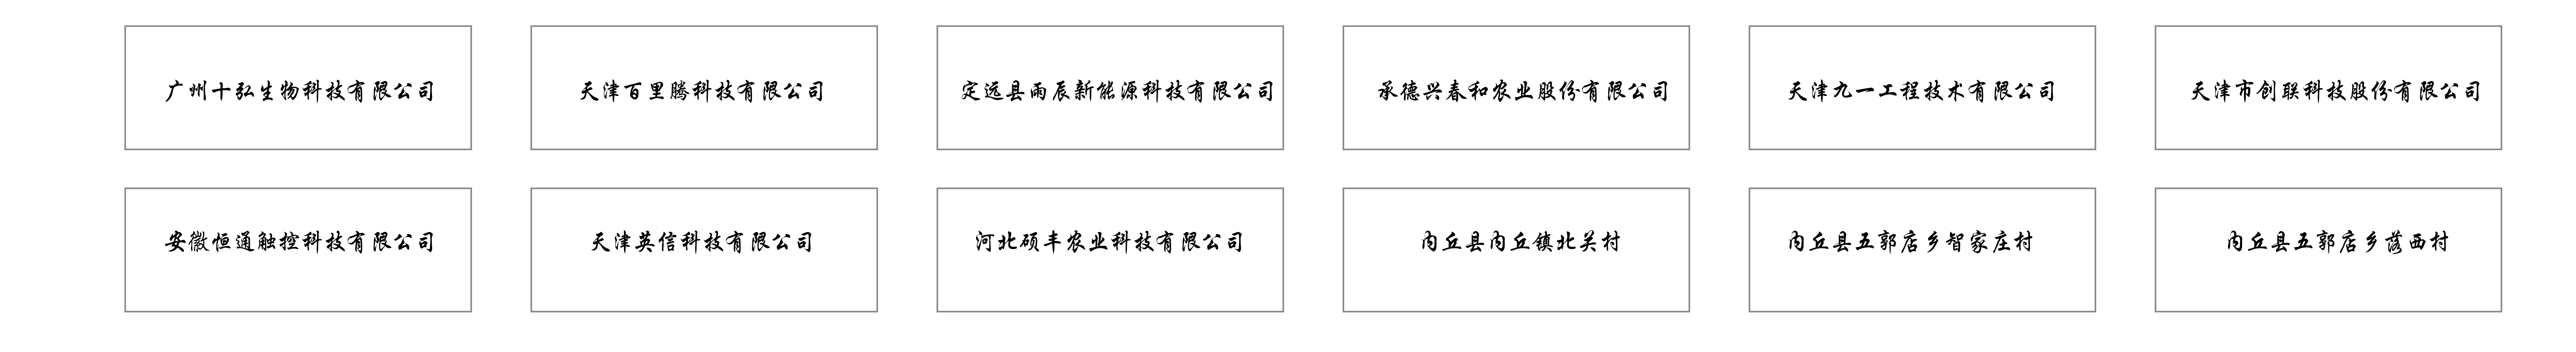 广州十弘生物科技有限公司
天津百里腾科技有限公司
定远县雨辰新能源科技有限公司
承德兴春和农业股份有限公司
天津九一工程技术有限公司
天津市创联科技股份有限公司
安徽恒通触控科技有限公司
天津英信科技有限公司
河北硕丰农业科技有限公司
内丘县内丘镇北关村
内丘县五郭店乡智家庄村
内丘县五郭店乡落西村